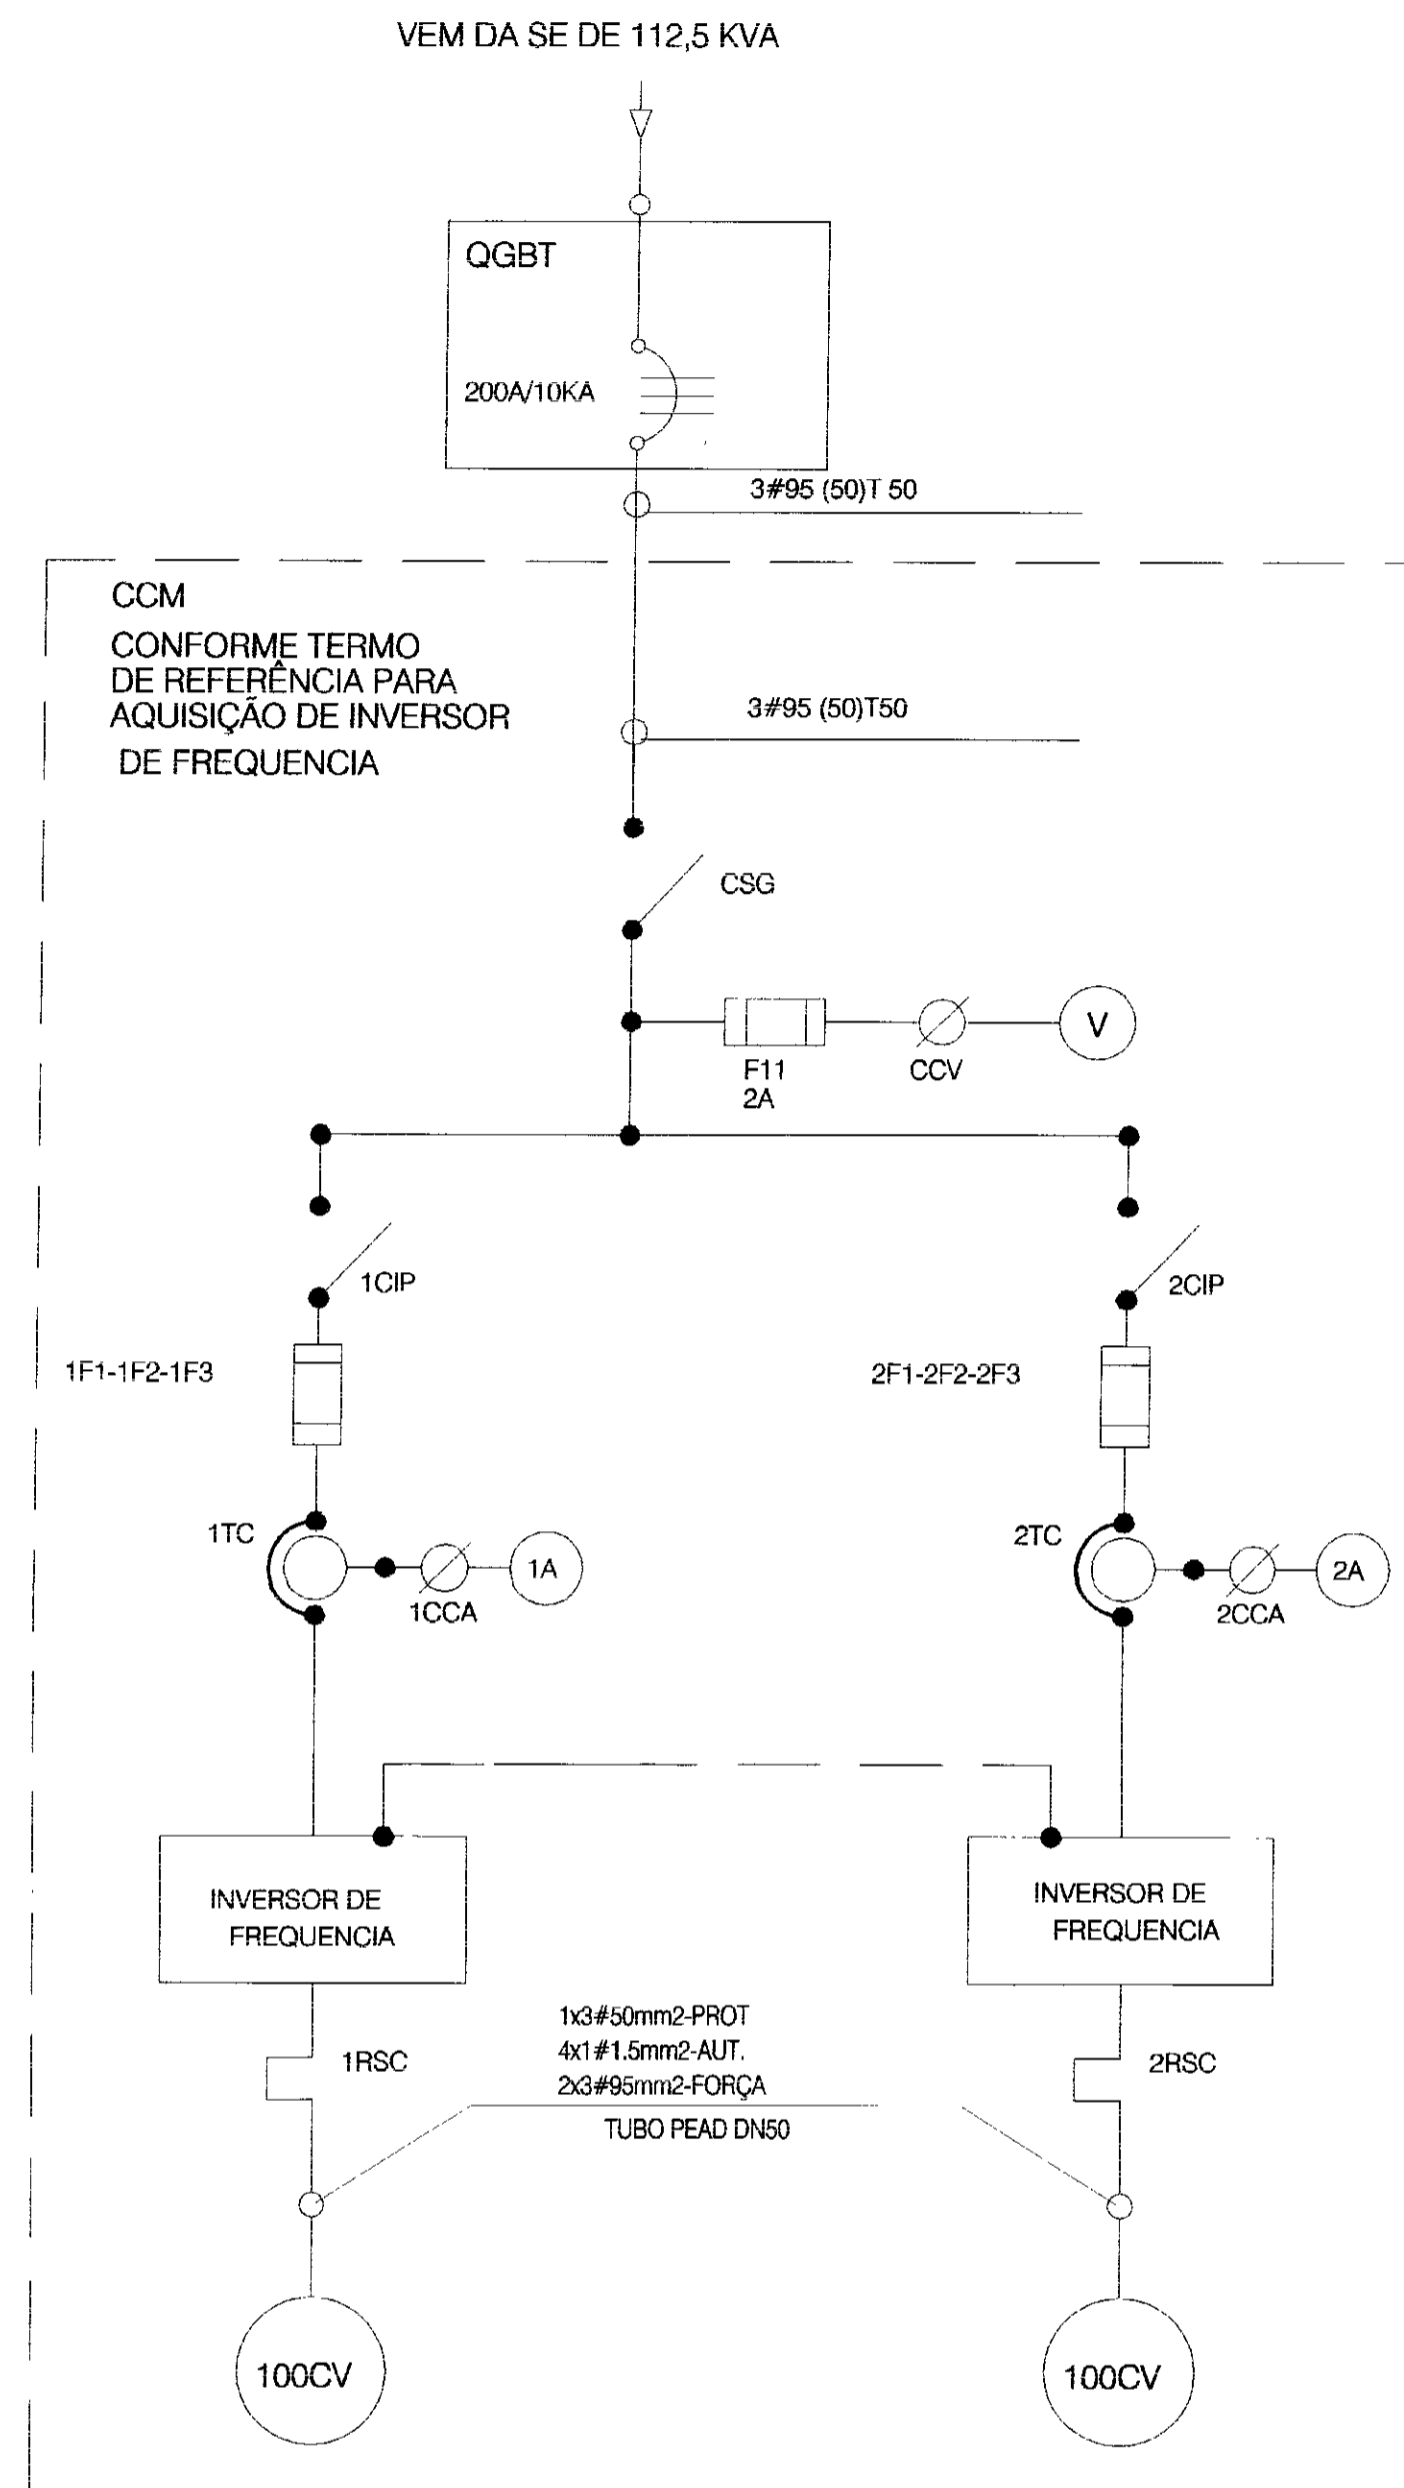 VEM DA SE DE 112,5 KVA
QGBT
200A/10KA
3#95 (50)T 50
CCM
CONFORME TERMO
DE REFERÊNCIA PARA
AQUISIÇÃO DE INVERSOR
DE FREQUENCIA
3#95 (50)T50
CSG
V
F11
2A
CCV
1CIP
2CIP
1F1-1F2-1F3
2F1-2F2-2F3
1TC
1A
1CCA
2TC
2A
2CCA
INVERSOR DE
FREQUENCIA
INVERSOR DE
FREQUENCIA
1RSC
1x3#50mm2-PROT
4x1#1.5mm2-AUT.
2x3#95mm2-FORÇA
TUBO PEAD DN50
2RSC
100CV
100CV